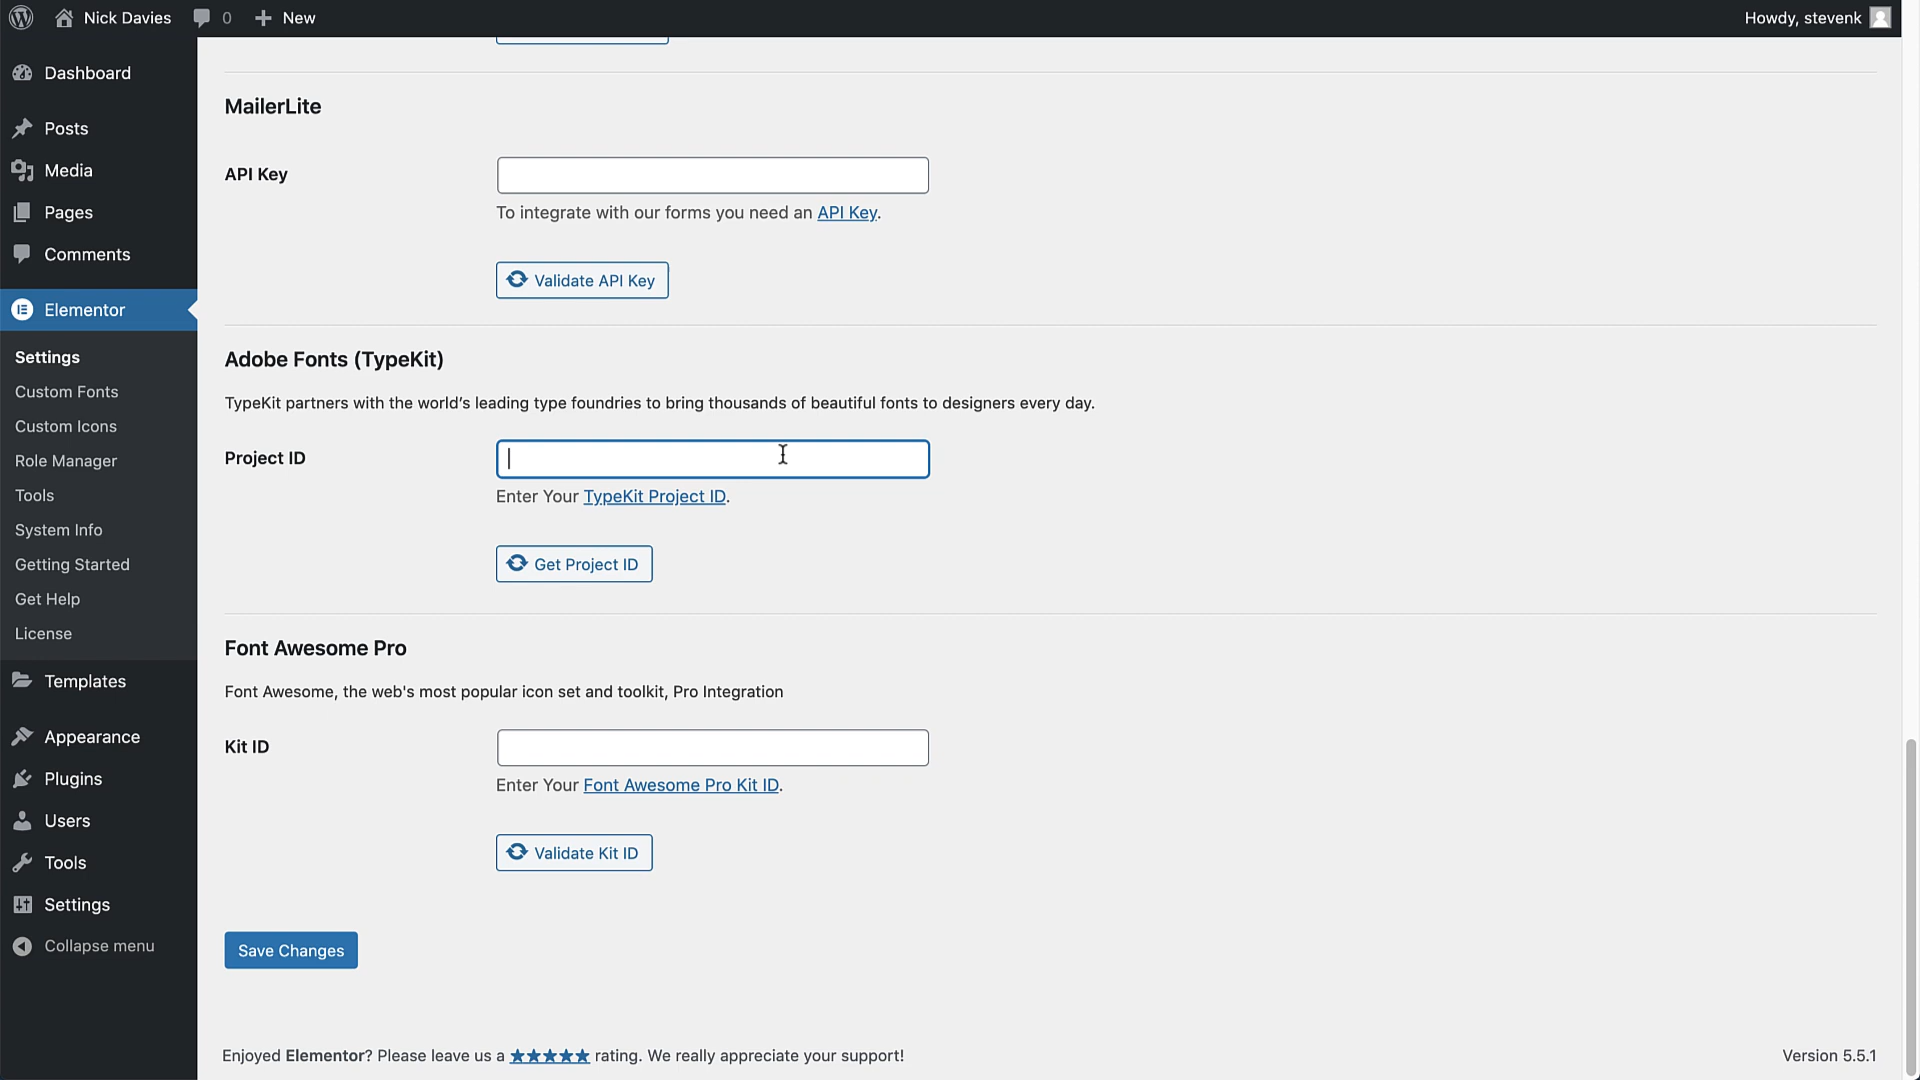 Nick Davies
0
New
Howdy, stevenk
Dashboard
Posts
Media
Pages
Comments
Elementor
Settings
Custom Fonts
Custom Icons
Role Manager
Tools
System Info
Getting Started
Get Help
License
Templates
Appearance
Plugins
Users
Tools
Settings
Collapse menu
MailerLite
API Key
To integrate with our forms you need an API Key.
Validate API Key
Adobe Fonts (TypeKit)
TypeKit partners with the world's leading type foundries to bring thousands of beautiful fonts to designers every day.
Project ID
Enter Your TypeKit Project ID.
Get Project ID
Font Awesome Pro
Font Awesome, the web's most popular icon set and toolkit, Pro Integration
Kit ID
Enter Your Font Awesome Pro Kit ID.
Validate Kit ID
Save Changes
Enjoyed Elementor? Please leave us a ★★★★★ rating. We really appreciate your support!
Version 5.5.1